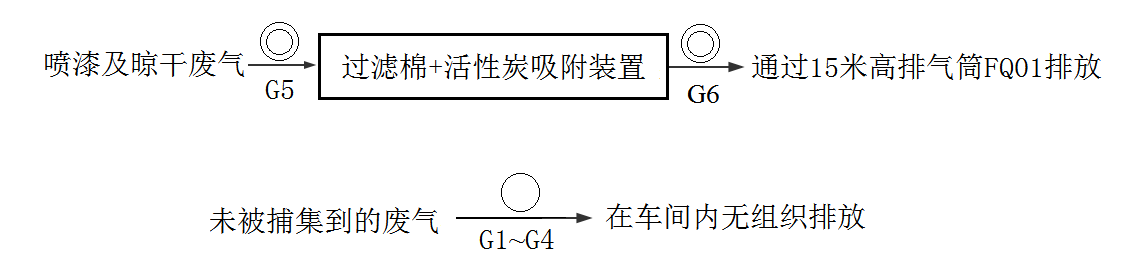 喷漆及晾干废气 G5 过滤棉+活性炭吸附装置 G6 通过15米高排气筒FQ01排放
未被捕集到的废气 G1~G4 在车间内无组织排放